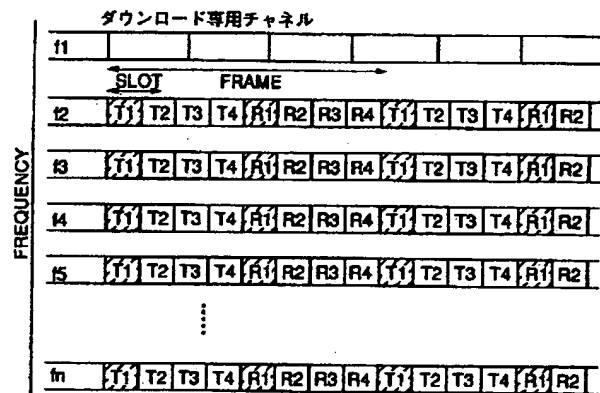 ダウンロード専用チャネル
f1
SLOT FRAME
f2 T1 T2 T3 T4 R1 R2 R3 R4 T1 T2 T3 T4 R1 R2
f3 T1 T2 T3 T4 R1 R2 R3 R4 T1 T2 T3 T4 R1 R2
f4 T1 T2 T3 T4 R1 R2 R3 R4 T1 T2 T3 T4 R1 R2
f5 T1 T2 T3 T4 R1 R2 R3 R4 T1 T2 T3 T4 R1 R2
fn T1 T2 T3 T4 R1 R2 R3 R4 T1 T2 T3 T4 R1 R2
FREQUENCY